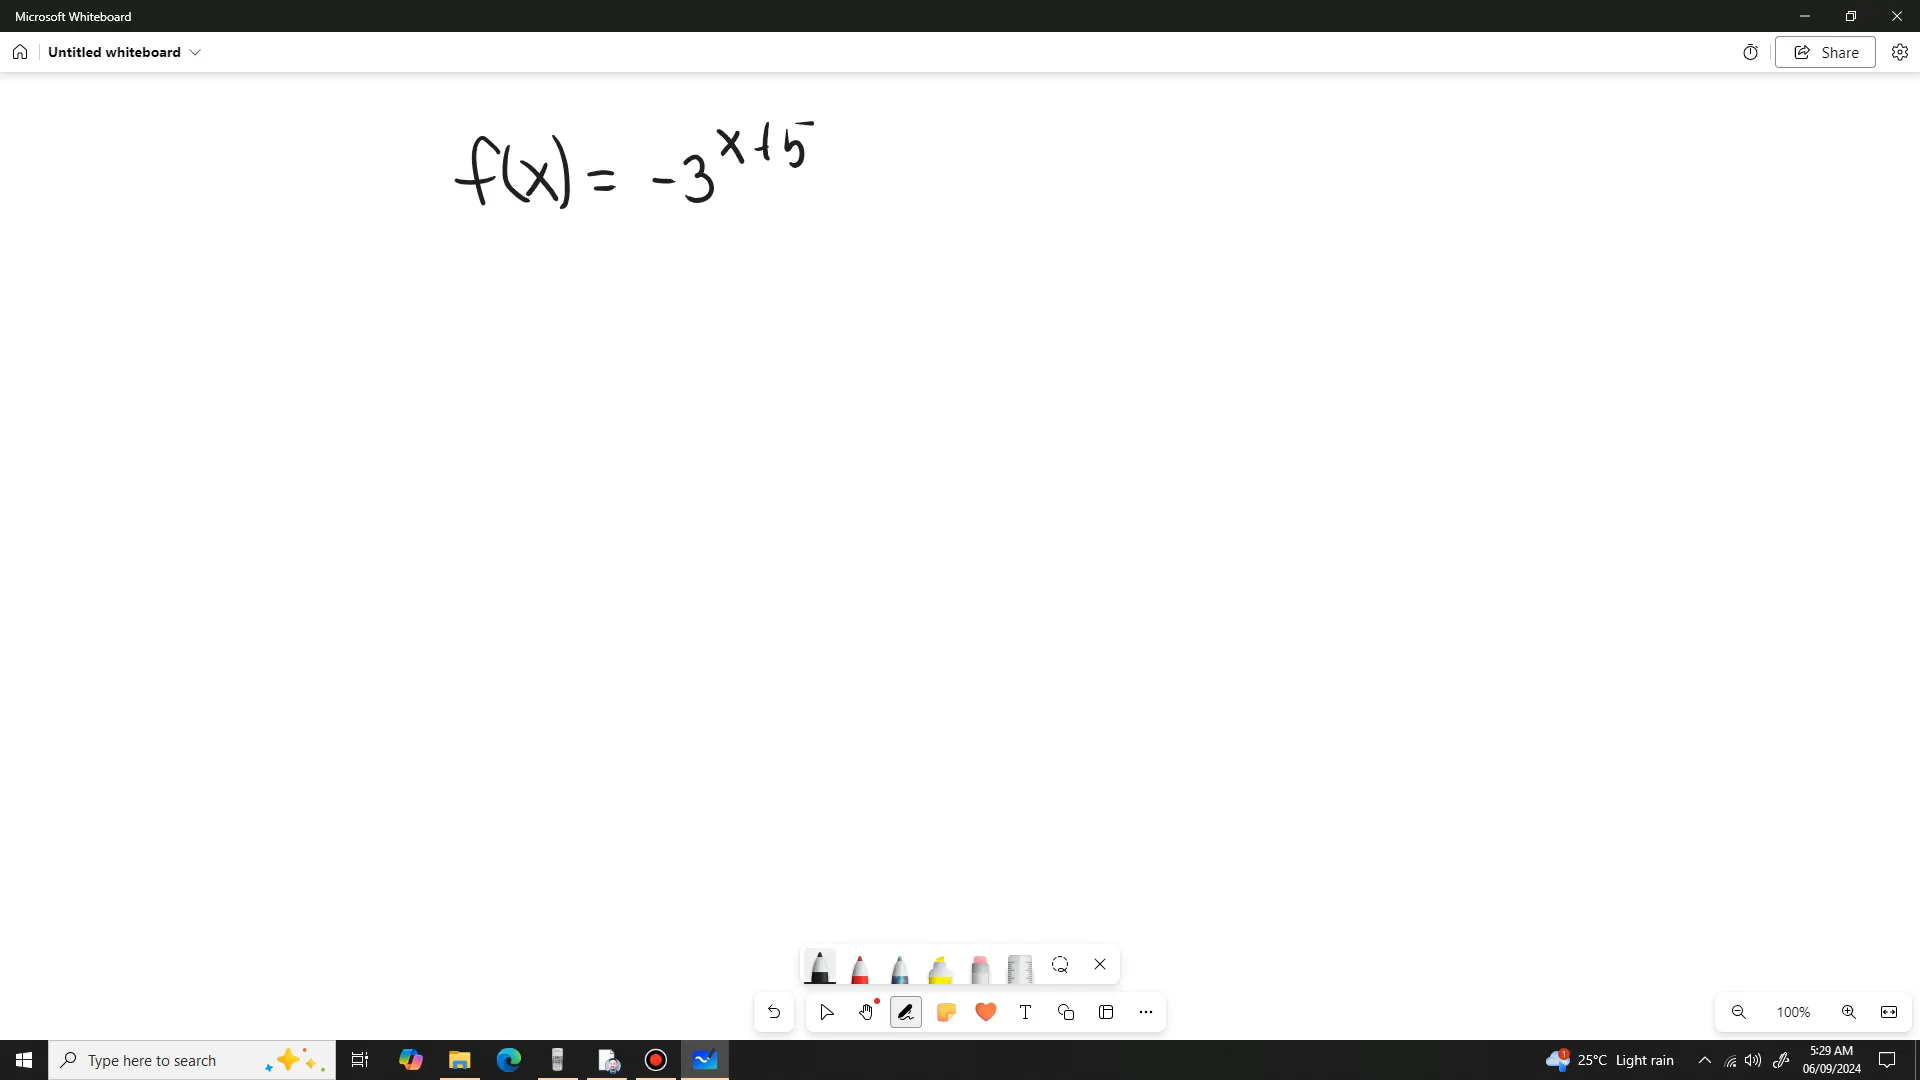 Microsoft Whiteboard
Untitled whiteboard
Share
f(x) = -3^{x+5}
100%
Type here to search
1
25°C Light rain
5:29 AM
06/09/2024